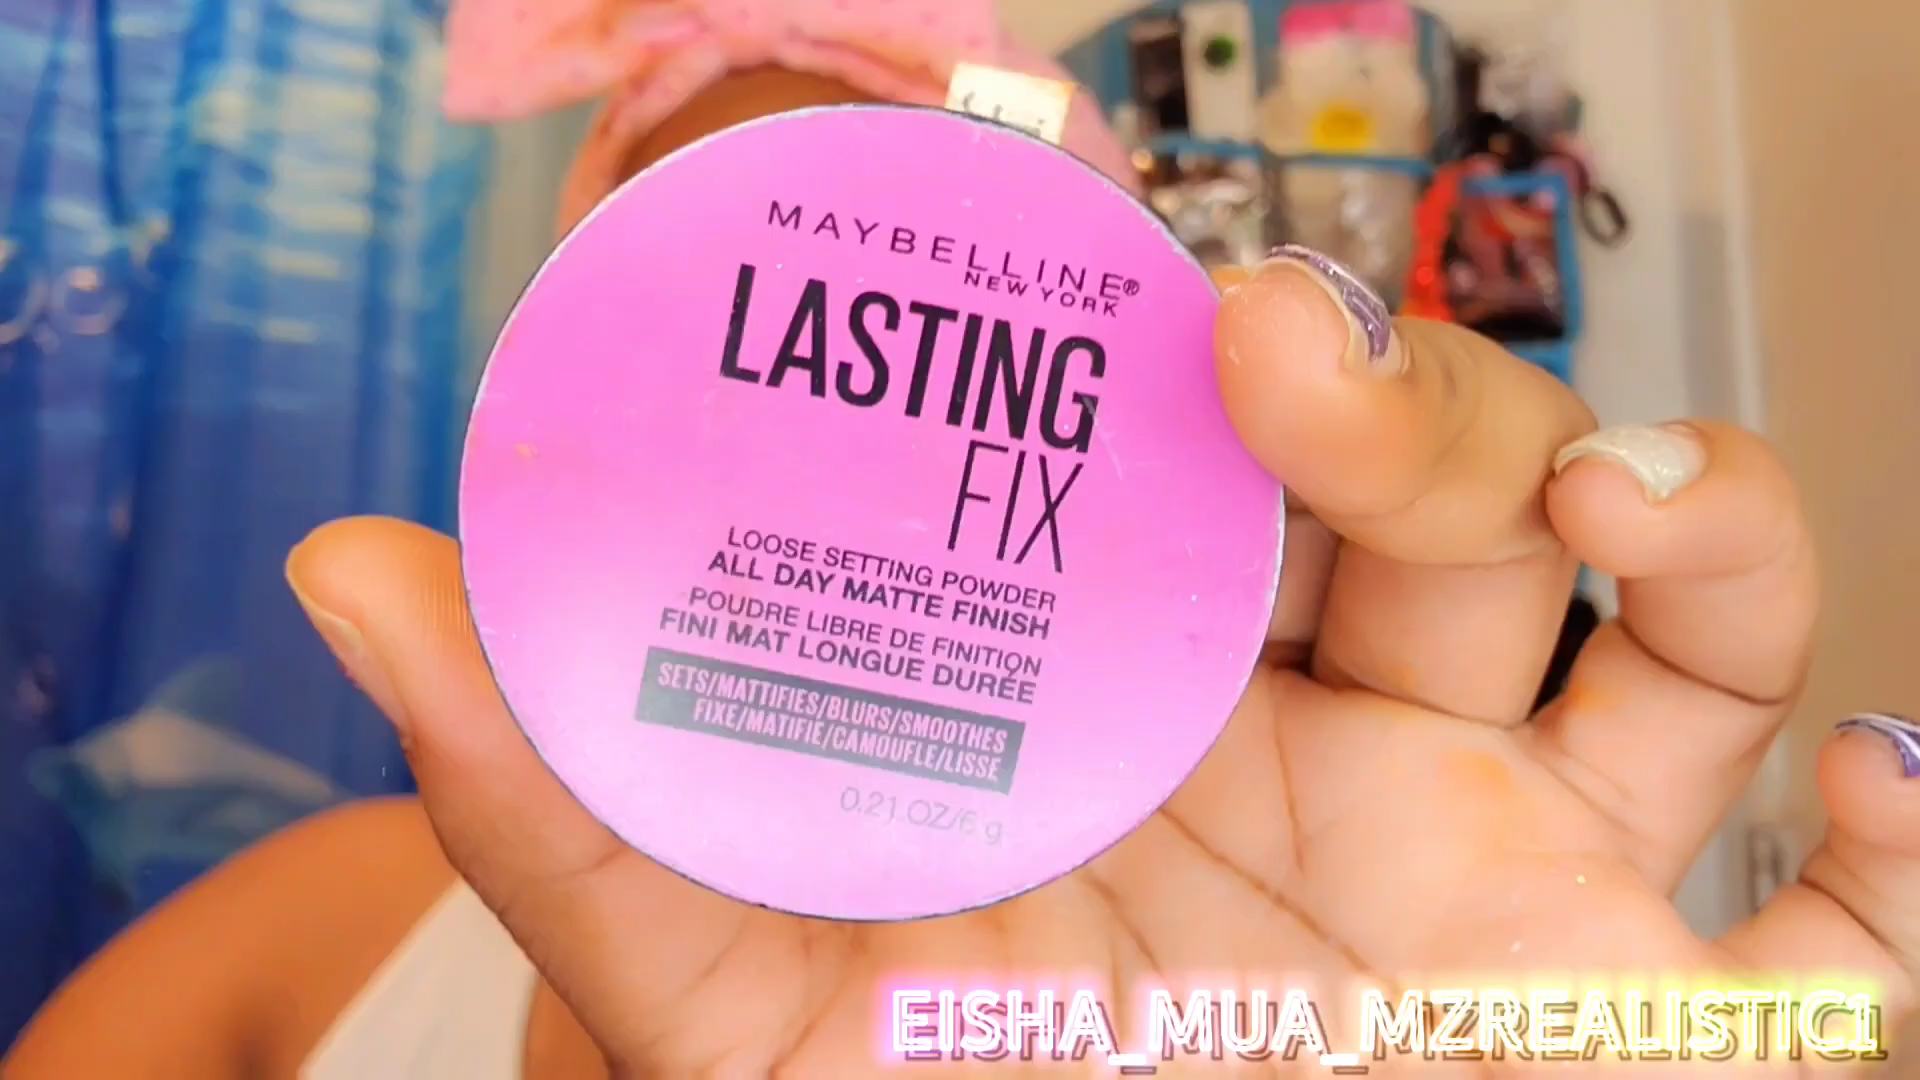 MAYBELLINE®
NEW YORK
LASTING
FIX
LOOSE SETTING POWDER
ALL DAY MATTE FINISH
POUDRE LIBRE DE FINITION
FINI MAT LONGUE DURÉE
SETS/MATTIFIES/BLURS/SMOOTHES
FIXE/MATIFIE/CAMOUFLE/LISSE
0.21 OZ/6 g
EISHA_MUA_MZREALISTIC1